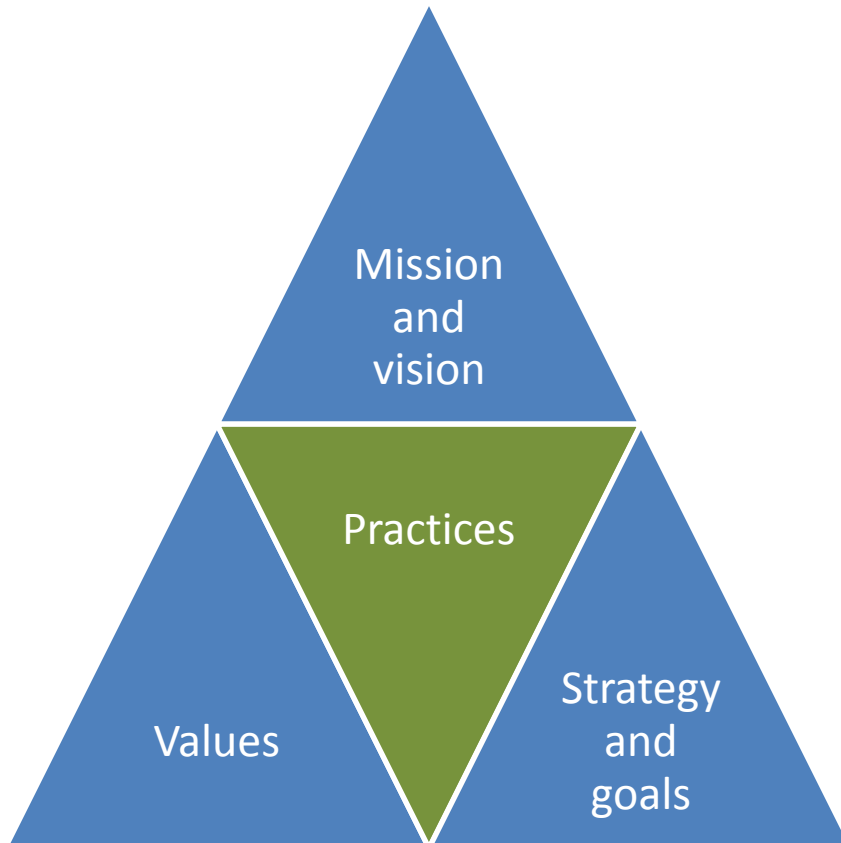 Mission
and
vision
Practices
Values
Strategy
and
goals